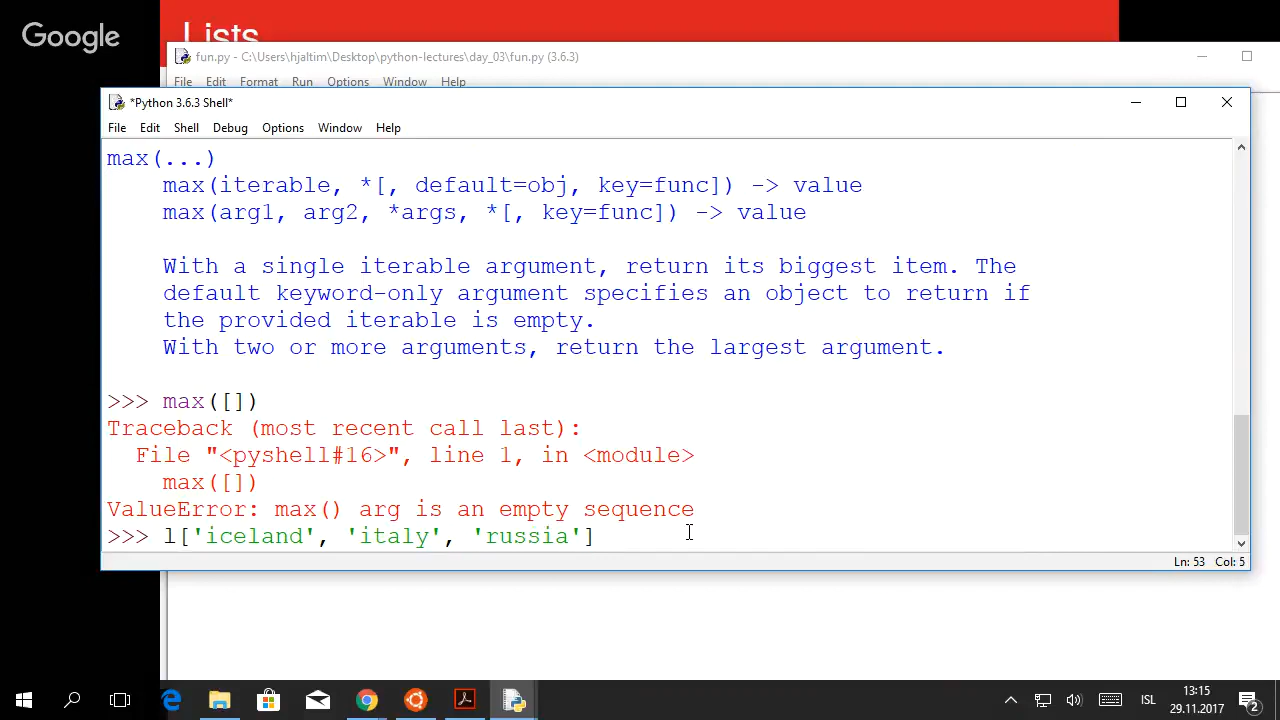 Google
Lists
fun.py - C:\Users\hjaltim\Desktop\python-lectures\day_03\fun.py (3.6.3)
File Edit Format Run Options Window Help
*Python 3.6.3 Shell*
File Edit Shell Debug Options Window Help
max(...)
    max(iterable, *[, default=obj, key=func]) -> value
    max(arg1, arg2, *args, *[, key=func]) -> value
    With a single iterable argument, return its biggest item. The
    default keyword-only argument specifies an object to return if
    the provided iterable is empty.
    With two or more arguments, return the largest argument.
>>> max([])
Traceback (most recent call last):
  File "<pyshell#16>", line 1, in <module>
    max([])
ValueError: max() arg is an empty sequence
>>> l['iceland', 'italy', 'russia']
Ln: 53 Col: 5
ISL
13:15
29.11.2017
2